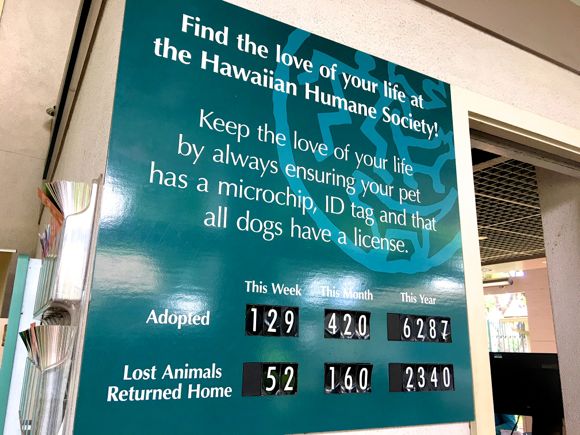 Find the love of your life at
the Hawaiian Humane Society!
Keep the love of your life
by always ensuring your pet
has a microchip, ID tag and that
all dogs have a license.
This Week This Month This Year
Adopted 129 420 6287
Lost Animals
Returned Home 52 160 2340